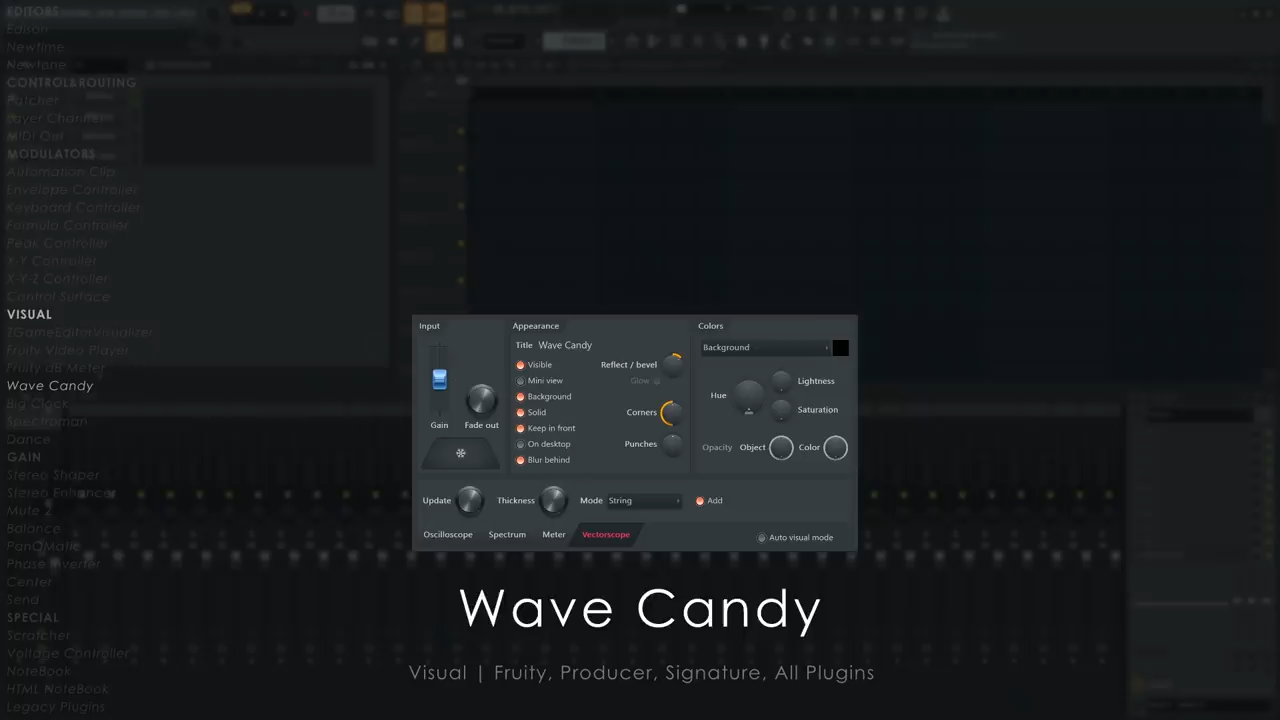 EDITORS
Edison
Newtime
Newtone
CONTROL&ROUTING
Patcher
Layer Channel
MIDI Out
MODULATORS
Automation Clip
Envelope Controller
Keyboard Controller
Formula Controller
Peak Controller
X-Y Controller
X-Y-Z Controller
Control Surface
VISUAL
ZGameEditorVisualizer
Fruity Video Player
Fruity dB Meter
Wave Candy
Big Clock
Spectroman
Dance
GAIN
Stereo Shaper
Stereo Enhancer
Mute 2
Balance
PanOMatic
Phase Inverter
Center
Send
SPECIAL
Scratcher
Voltage Controller
NoteBook
HTML NoteBook
Legacy Plugins
Input
Gain
Fade out
Appearance
Title Wave Candy
Visible
Mini view
Background
Solid
Keep in front
On desktop
Blur behind
Reflect / bevel
Glow
Corners
Punches
Colors
Background
Hue
Lightness
Saturation
Opacity Object Color
Update Thickness Mode String Add
Oscilloscope Spectrum Meter Vectorscope
Auto visual mode
Wave Candy
Visual | Fruity, Producer, Signature, All Plugins